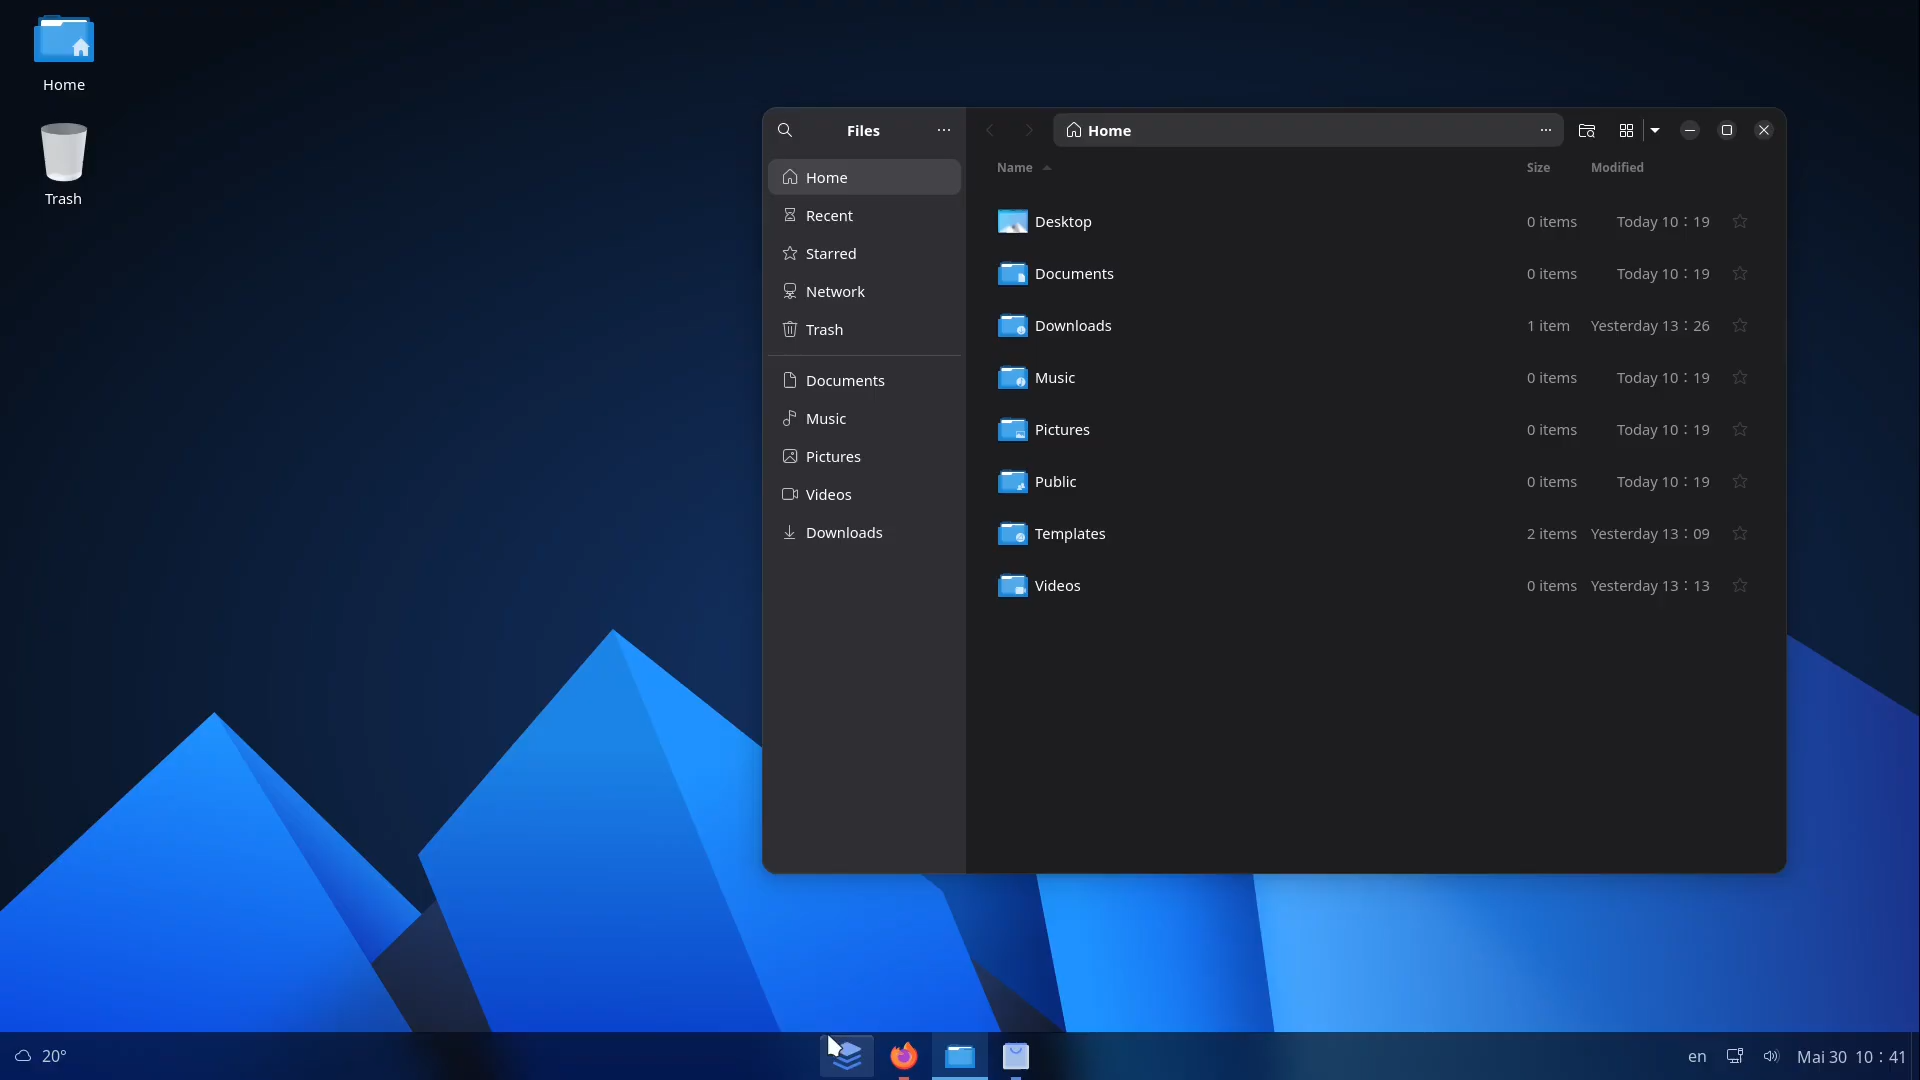 Home
Trash
Files
Home
Recent
Starred
Network
Trash
Documents
Music
Pictures
Videos
Downloads
Home
Name Size Modified
Desktop 0 items Today 10:19
Documents 0 items Today 10:19
Downloads 1 item Yesterday 13:26
Music 0 items Today 10:19
Pictures 0 items Today 10:19
Public 0 items Today 10:19
Templates 2 items Yesterday 13:09
Videos 0 items Yesterday 13:13
20°
en Mai 30 10:41